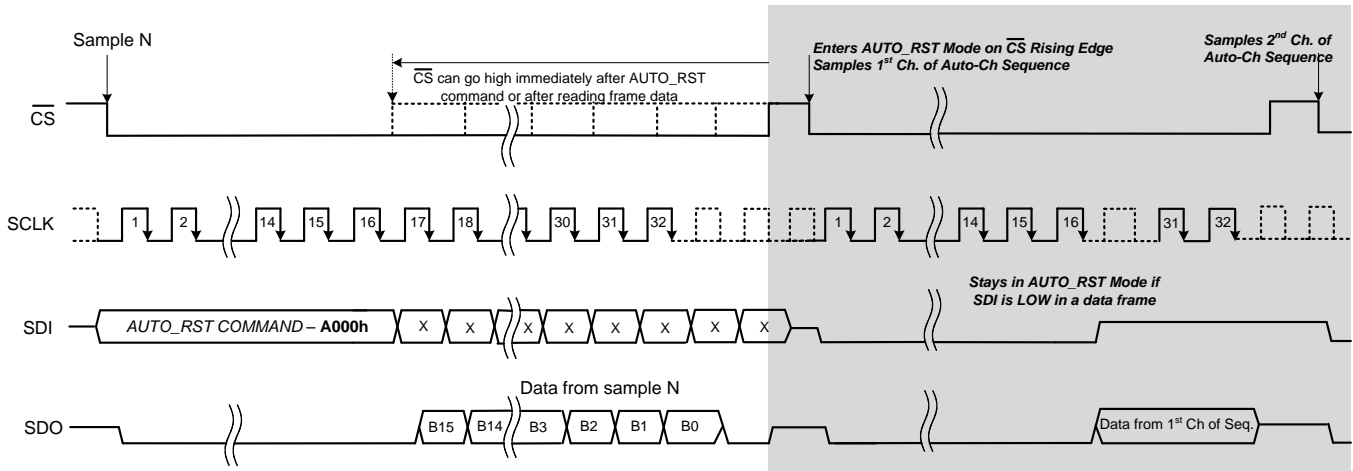 Sample N
Enters AUTO_RST Mode on CS Rising Edge
Samples 1st Ch. of Auto-Ch Sequence
Samples 2nd Ch. of
Auto-Ch Sequence
CS can go high immediately after AUTO_RST
command or after reading frame data
CS
SCLK
1 2 14 15 16 17 18 30 31 32 1 2 14 15 16 31 32
Stays in AUTO_RST Mode if
SDI is LOW in a data frame
SDI
AUTO_RST COMMAND – A000h
X X X X X X X X
Data from sample N
SDO
B15 B14 B3 B2 B1 B0
Data from 1st Ch of Seq.